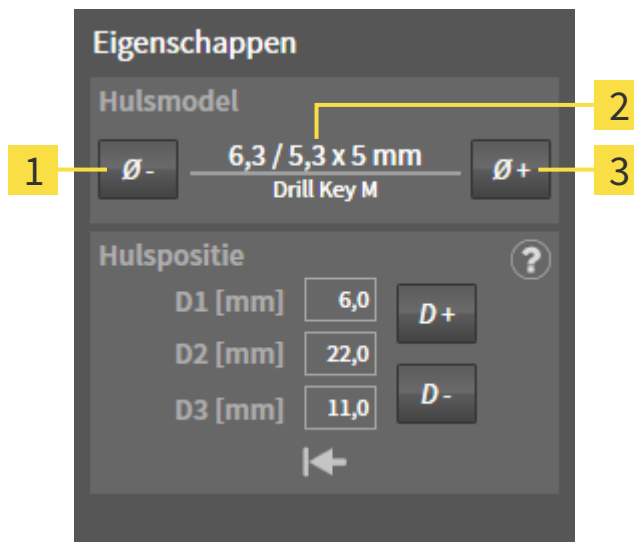 Eigenschappen
Hulsmodel
2
1
Ø -
6,3 / 5,3 x 5 mm
Ø +
3
Drill Key M
Hulspositie
?
D1 [mm] 6,0
D +
D2 [mm] 22,0
D -
D3 [mm] 11,0